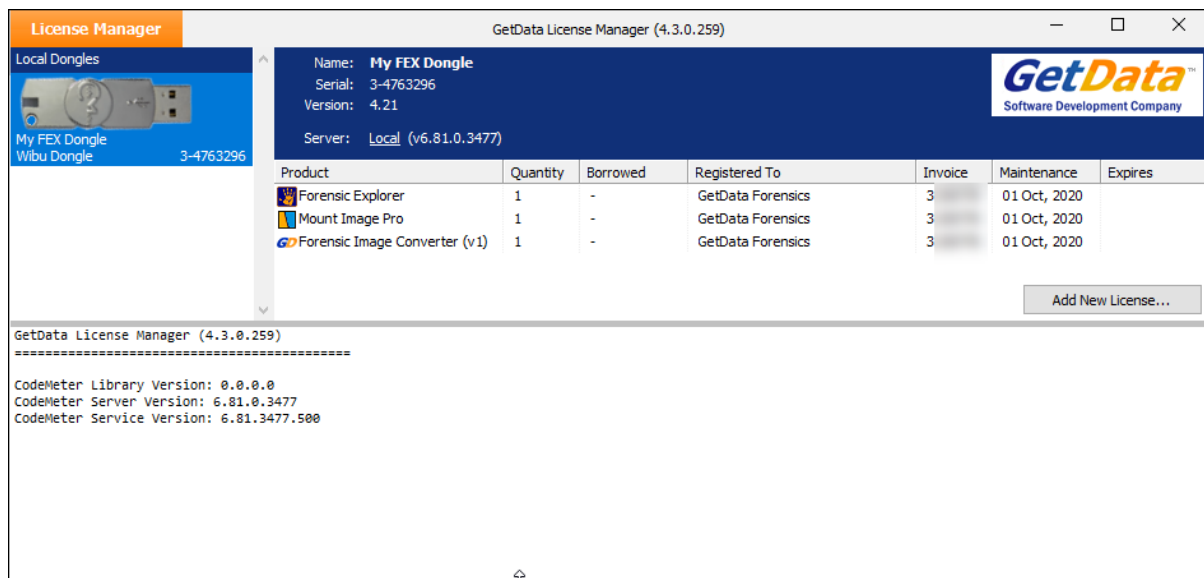 License Manager
GetData License Manager (4.3.0.259)
Local Dongles
My FEX Dongle
Wibu Dongle 3-4763296
Name: My FEX Dongle
Serial: 3-4763296
Version: 4.21
Server: Local (v6.81.0.3477)
GetData™
Software Development Company
Product Quantity Borrowed Registered To Invoice Maintenance Expires
Forensic Explorer 1 - GetData Forensics 3 01 Oct, 2020
Mount Image Pro 1 - GetData Forensics 3 01 Oct, 2020
GD Forensic Image Converter (v1) 1 - GetData Forensics 3 01 Oct, 2020
Add New License...
GetData License Manager (4.3.0.259)
============================================
CodeMeter Library Version: 0.0.0.0
CodeMeter Server Version: 6.81.0.3477
CodeMeter Service Version: 6.81.3477.500